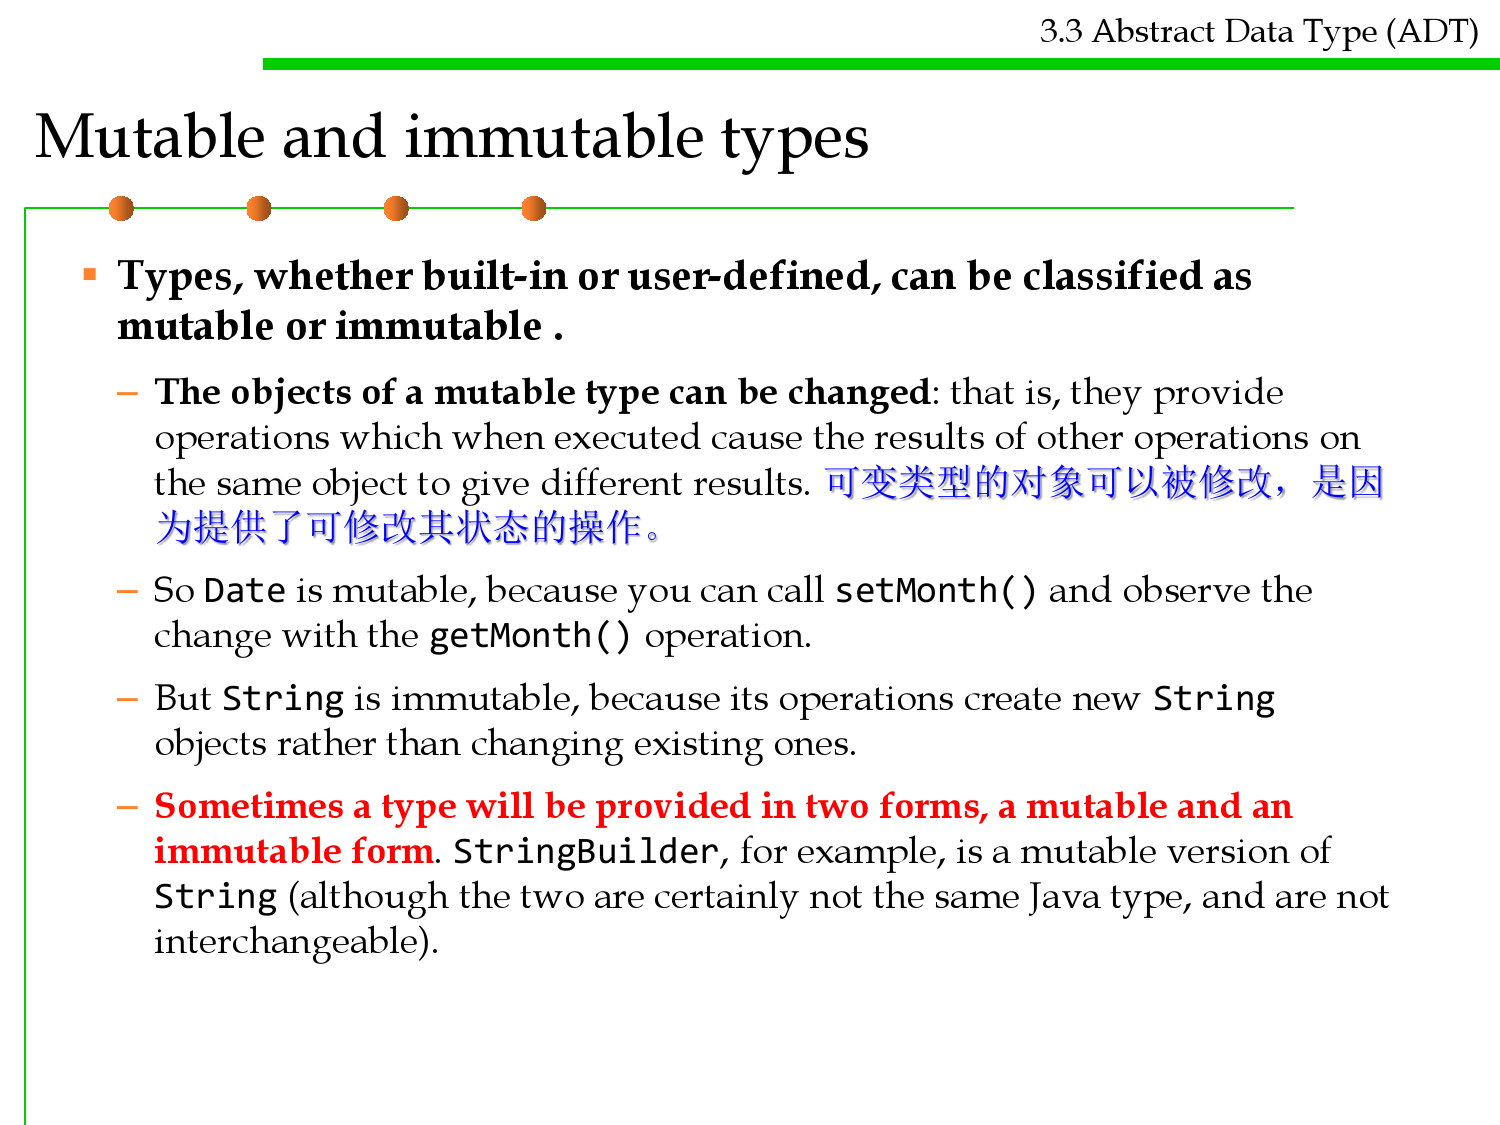 3.3 Abstract Data Type (ADT)
Mutable and immutable types
Types, whether built-in or user-defined, can be classified as
mutable or immutable .
– The objects of a mutable type can be changed: that is, they provide
operations which when executed cause the results of other operations on
the same object to give different results. 可变类型的对象可以被修改，是因
为提供了可修改其状态的操作。
– So Date is mutable, because you can call setMonth() and observe the
change with the getMonth() operation.
– But String is immutable, because its operations create new String
objects rather than changing existing ones.
– Sometimes a type will be provided in two forms, a mutable and an
immutable form. StringBuilder, for example, is a mutable version of
String (although the two are certainly not the same Java type, and are not
interchangeable).